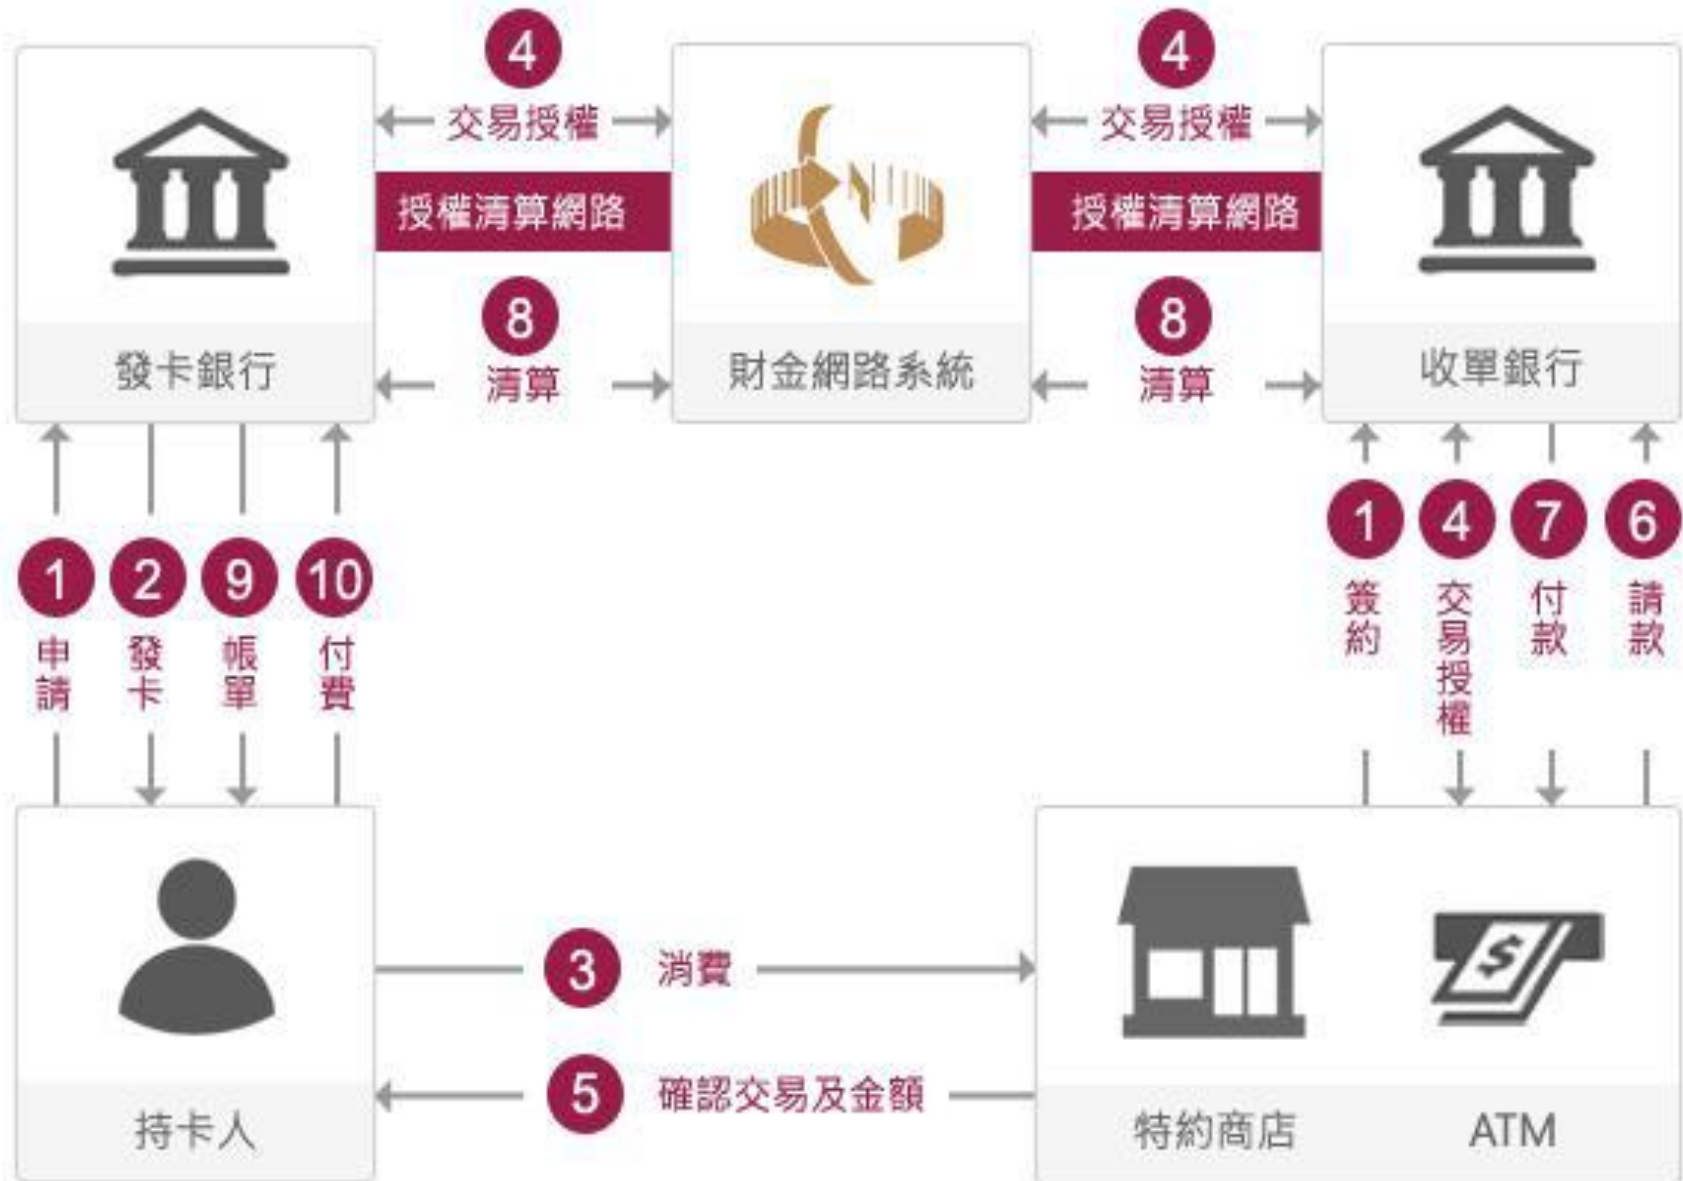 4
交易授權
授權清算網路
8
清算
4
交易授權
授權清算網路
8
清算
發卡銀行
財金網路系統
收單銀行
1
申請
2
發卡
9
帳單
10
付費
1
簽約
4
交易授權
7
付款
6
請款
3 消費
5 確認交易及金額
持卡人
特約商店
ATM